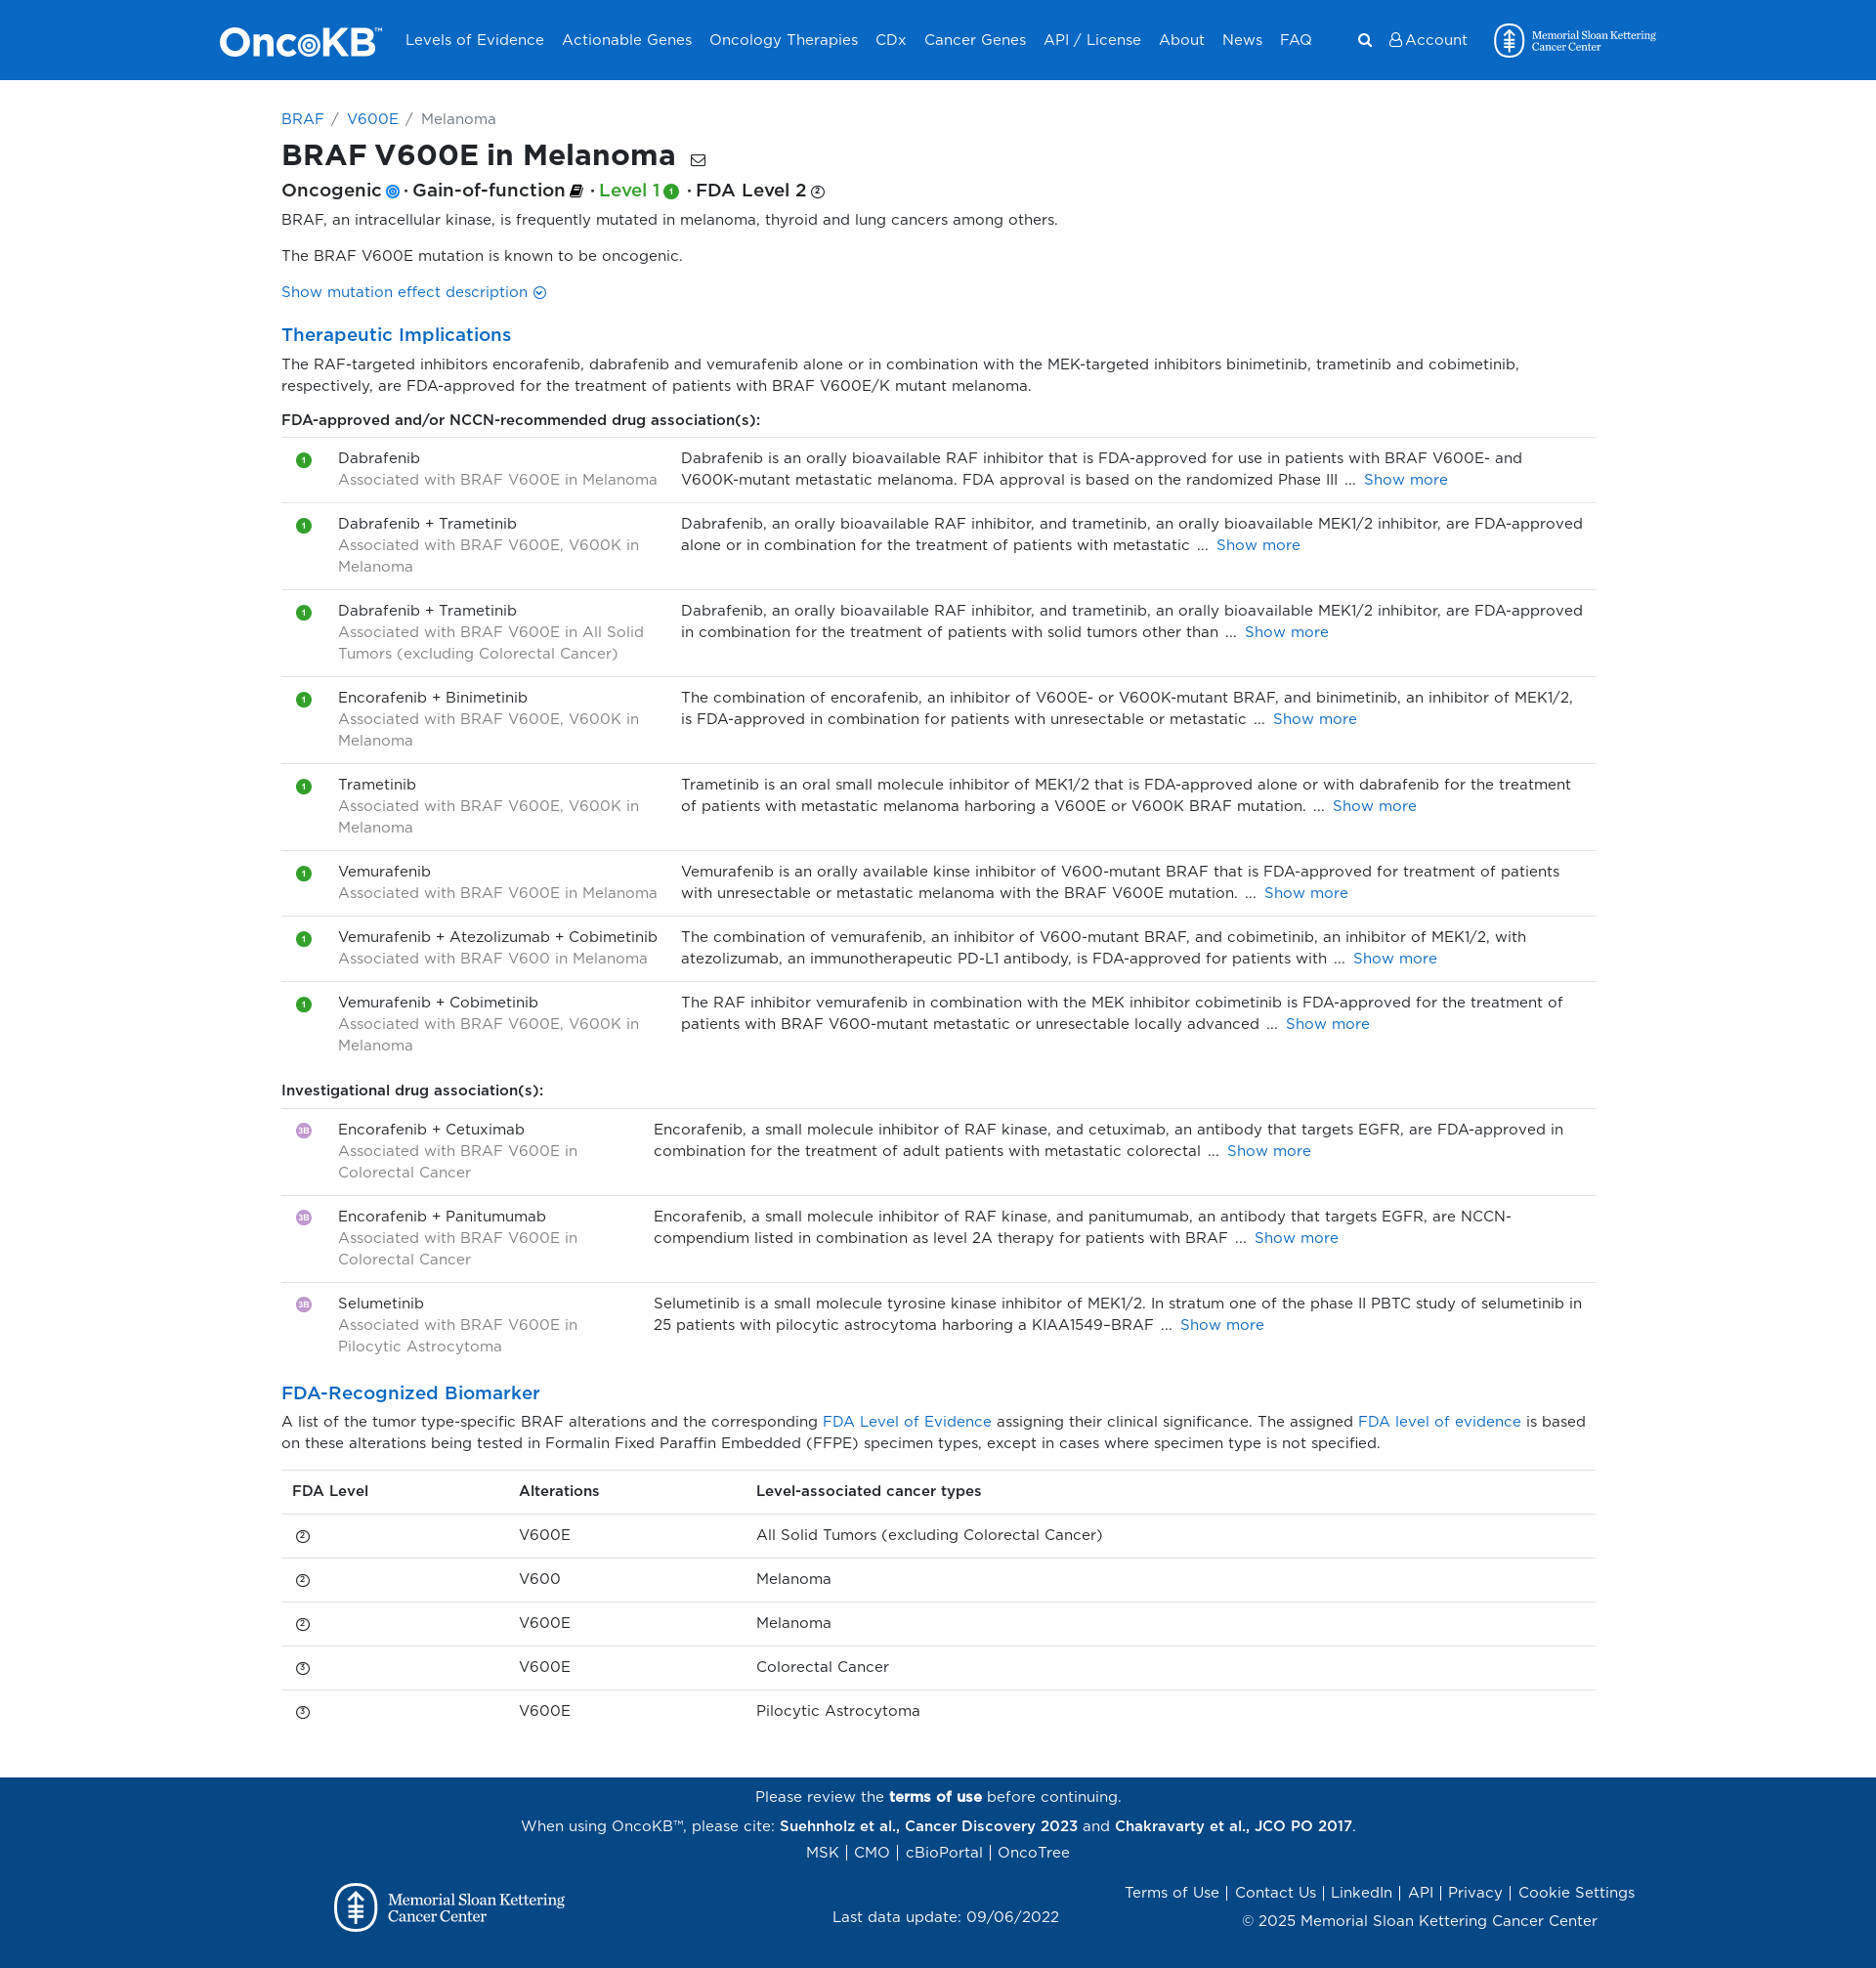 OncoKB™ Levels of Evidence Actionable Genes Oncology Therapies CDx Cancer Genes API / License About News FAQ Account Memorial Sloan Kettering
Cancer Center
BRAF / V600E / Melanoma
BRAF V600E in Melanoma
Oncogenic · Gain-of-function · Level 1 1 · FDA Level 2 2
BRAF, an intracellular kinase, is frequently mutated in melanoma, thyroid and lung cancers among others.
The BRAF V600E mutation is known to be oncogenic.
Show mutation effect description
Therapeutic Implications
The RAF-targeted inhibitors encorafenib, dabrafenib and vemurafenib alone or in combination with the MEK-targeted inhibitors binimetinib, trametinib and cobimetinib,
respectively, are FDA-approved for the treatment of patients with BRAF V600E/K mutant melanoma.
FDA-approved and/or NCCN-recommended drug association(s):
1 Dabrafenib
Associated with BRAF V600E in Melanoma
Dabrafenib is an orally bioavailable RAF inhibitor that is FDA-approved for use in patients with BRAF V600E- and
V600K-mutant metastatic melanoma. FDA approval is based on the randomized Phase III ... Show more
1 Dabrafenib + Trametinib
Associated with BRAF V600E, V600K in
Melanoma
Dabrafenib, an orally bioavailable RAF inhibitor, and trametinib, an orally bioavailable MEK1/2 inhibitor, are FDA-approved
alone or in combination for the treatment of patients with metastatic ... Show more
1 Dabrafenib + Trametinib
Associated with BRAF V600E in All Solid
Tumors (excluding Colorectal Cancer)
Dabrafenib, an orally bioavailable RAF inhibitor, and trametinib, an orally bioavailable MEK1/2 inhibitor, are FDA-approved
in combination for the treatment of patients with solid tumors other than ... Show more
1 Encorafenib + Binimetinib
Associated with BRAF V600E, V600K in
Melanoma
The combination of encorafenib, an inhibitor of V600E- or V600K-mutant BRAF, and binimetinib, an inhibitor of MEK1/2,
is FDA-approved in combination for patients with unresectable or metastatic ... Show more
1 Trametinib
Associated with BRAF V600E, V600K in
Melanoma
Trametinib is an oral small molecule inhibitor of MEK1/2 that is FDA-approved alone or with dabrafenib for the treatment
of patients with metastatic melanoma harboring a V600E or V600K BRAF mutation. ... Show more
1 Vemurafenib
Associated with BRAF V600E in Melanoma
Vemurafenib is an orally available kinse inhibitor of V600-mutant BRAF that is FDA-approved for treatment of patients
with unresectable or metastatic melanoma with the BRAF V600E mutation. ... Show more
1 Vemurafenib + Atezolizumab + Cobimetinib
Associated with BRAF V600 in Melanoma
The combination of vemurafenib, an inhibitor of V600-mutant BRAF, and cobimetinib, an inhibitor of MEK1/2, with
atezolizumab, an immunotherapeutic PD-L1 antibody, is FDA-approved for patients with ... Show more
1 Vemurafenib + Cobimetinib
Associated with BRAF V600E, V600K in
Melanoma
The RAF inhibitor vemurafenib in combination with the MEK inhibitor cobimetinib is FDA-approved for the treatment of
patients with BRAF V600-mutant metastatic or unresectable locally advanced ... Show more
Investigational drug association(s):
3B Encorafenib + Cetuximab
Associated with BRAF V600E in
Colorectal Cancer
Encorafenib, a small molecule inhibitor of RAF kinase, and cetuximab, an antibody that targets EGFR, are FDA-approved in
combination for the treatment of adult patients with metastatic colorectal ... Show more
3B Encorafenib + Panitumumab
Associated with BRAF V600E in
Colorectal Cancer
Encorafenib, a small molecule inhibitor of RAF kinase, and panitumumab, an antibody that targets EGFR, are NCCN-
compendium listed in combination as level 2A therapy for patients with BRAF ... Show more
3B Selumetinib
Associated with BRAF V600E in
Pilocytic Astrocytoma
Selumetinib is a small molecule tyrosine kinase inhibitor of MEK1/2. In stratum one of the phase II PBTC study of selumetinib in
25 patients with pilocytic astrocytoma harboring a KIAA1549–BRAF ... Show more
FDA-Recognized Biomarker
A list of the tumor type-specific BRAF alterations and the corresponding FDA Level of Evidence assigning their clinical significance. The assigned FDA level of evidence is based
on these alterations being tested in Formalin Fixed Paraffin Embedded (FFPE) specimen types, except in cases where specimen type is not specified.
FDA Level Alterations Level-associated cancer types
2 V600E All Solid Tumors (excluding Colorectal Cancer)
2 V600 Melanoma
2 V600E Melanoma
3 V600E Colorectal Cancer
3 V600E Pilocytic Astrocytoma
Please review the terms of use before continuing.
When using OncoKB™, please cite: Suehnholz et al., Cancer Discovery 2023 and Chakravarty et al., JCO PO 2017.
MSK | CMO | cBioPortal | OncoTree
Memorial Sloan Kettering
Cancer Center
Last data update: 09/06/2022
Terms of Use | Contact Us | LinkedIn | API | Privacy | Cookie Settings
© 2025 Memorial Sloan Kettering Cancer Center